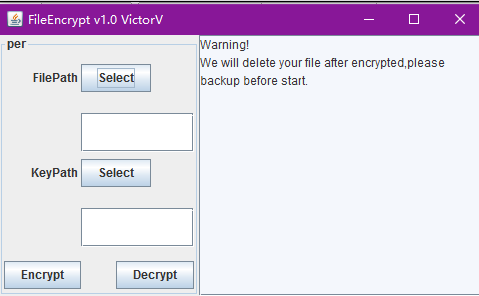 FileEncrypt v1.0 VictorV
per
FilePath Select
KeyPath Select
Encrypt Decrypt
Warning!
We will delete your file after encrypted,please
backup before start.